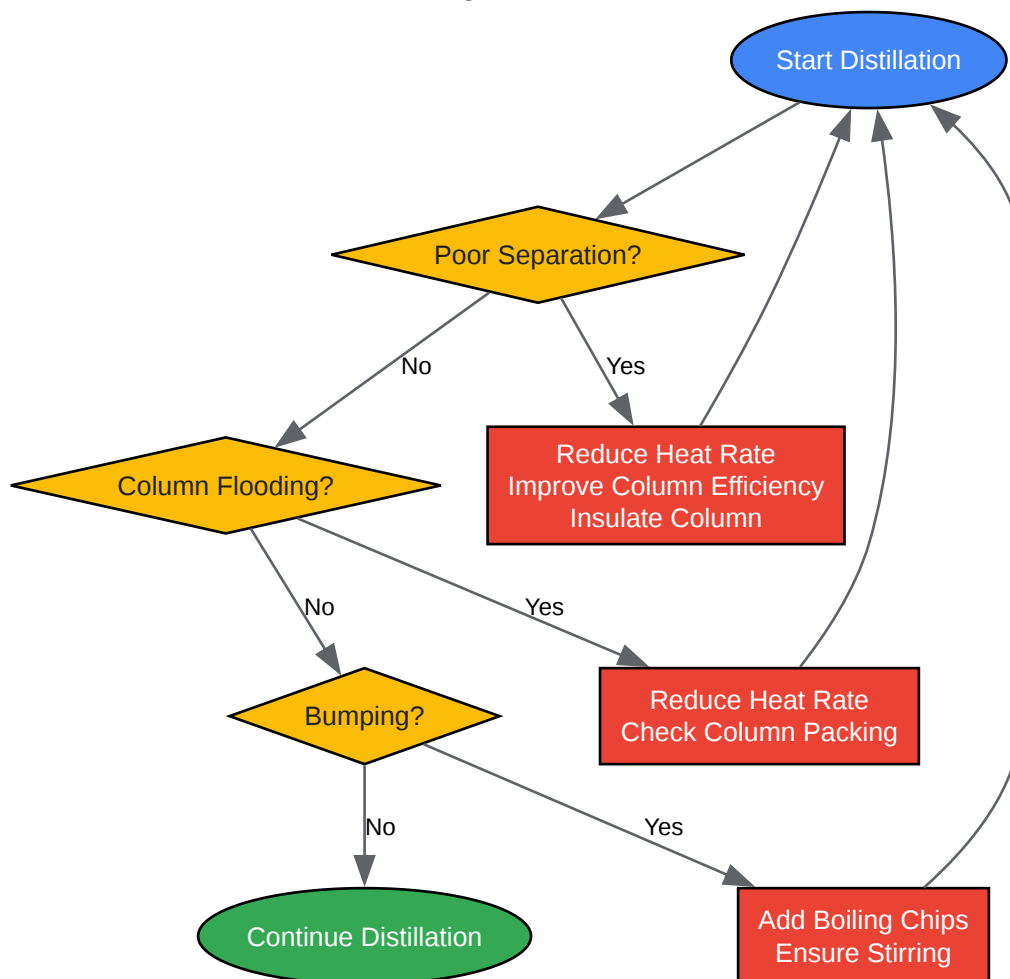 Start Distillation
Poor Separation?
No
Yes
Reduce Heat Rate
Improve Column Efficiency
Insulate Column
Column Flooding?
No
Yes
Reduce Heat Rate
Check Column Packing
Bumping?
No
Yes
Continue Distillation
Add Boiling Chips
Ensure Stirring